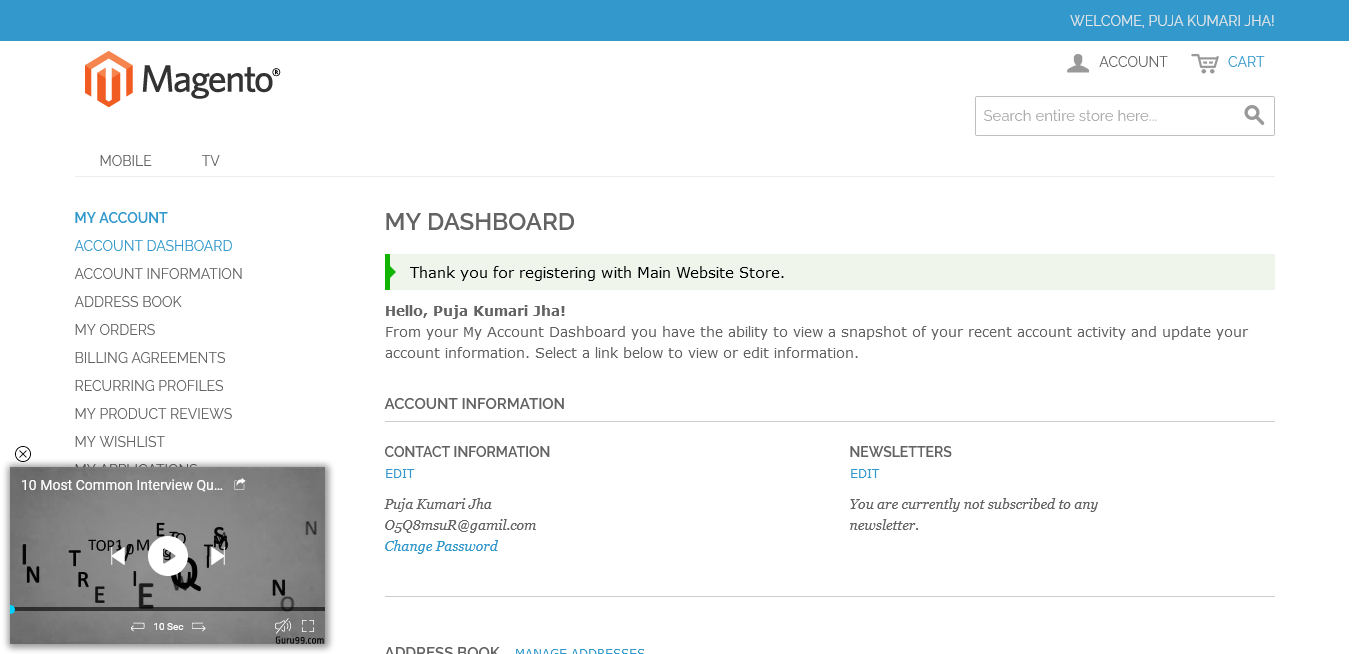 WELCOME, PUJA KUMARI JHA!
Magento®
ACCOUNT
CART
Search entire store here...
MOBILE
TV
MY ACCOUNT
ACCOUNT DASHBOARD
ACCOUNT INFORMATION
ADDRESS BOOK
MY ORDERS
BILLING AGREEMENTS
RECURRING PROFILES
MY PRODUCT REVIEWS
MY WISHLIST
MY APPLICATIONS
10 Most Common Interview Qu...
10 Sec
Guru99.com
MY DASHBOARD
Thank you for registering with Main Website Store.
Hello, Puja Kumari Jha!
From your My Account Dashboard you have the ability to view a snapshot of your recent account activity and update your
account information. Select a link below to view or edit information.
ACCOUNT INFORMATION
CONTACT INFORMATION
EDIT
Puja Kumari Jha
O5Q8msuR@gamil.com
Change Password
NEWSLETTERS
EDIT
You are currently not subscribed to any
newsletter.
ADDRESS BOOK
MANAGE ADDRESSES